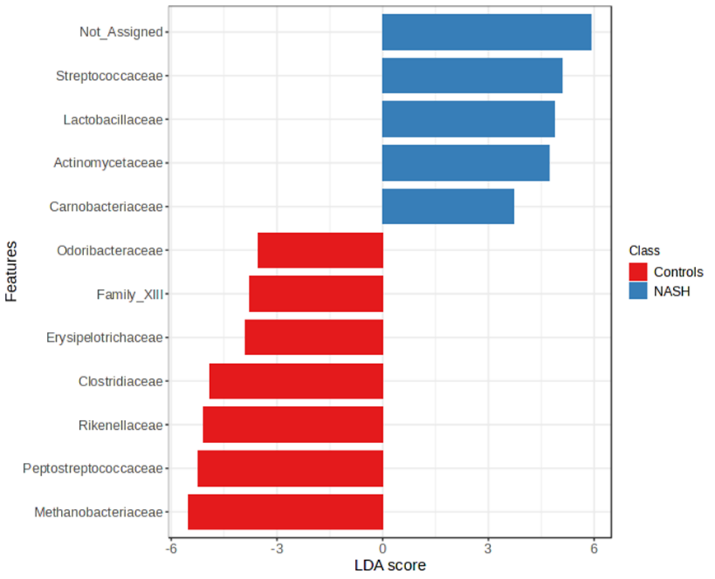 Not_Assigned
Streptococcaceae
Lactobacillaceae
Actinomycetaceae
Carnobacteriaceae
Odoribacteraceae
Family_XIII
Erysipelotrichaceae
Clostridiaceae
Rikenellaceae
Peptostreptococcaceae
Methanobacteriaceae
Features
-6 -3 0 3 6
LDA score
Class
Controls
NASH